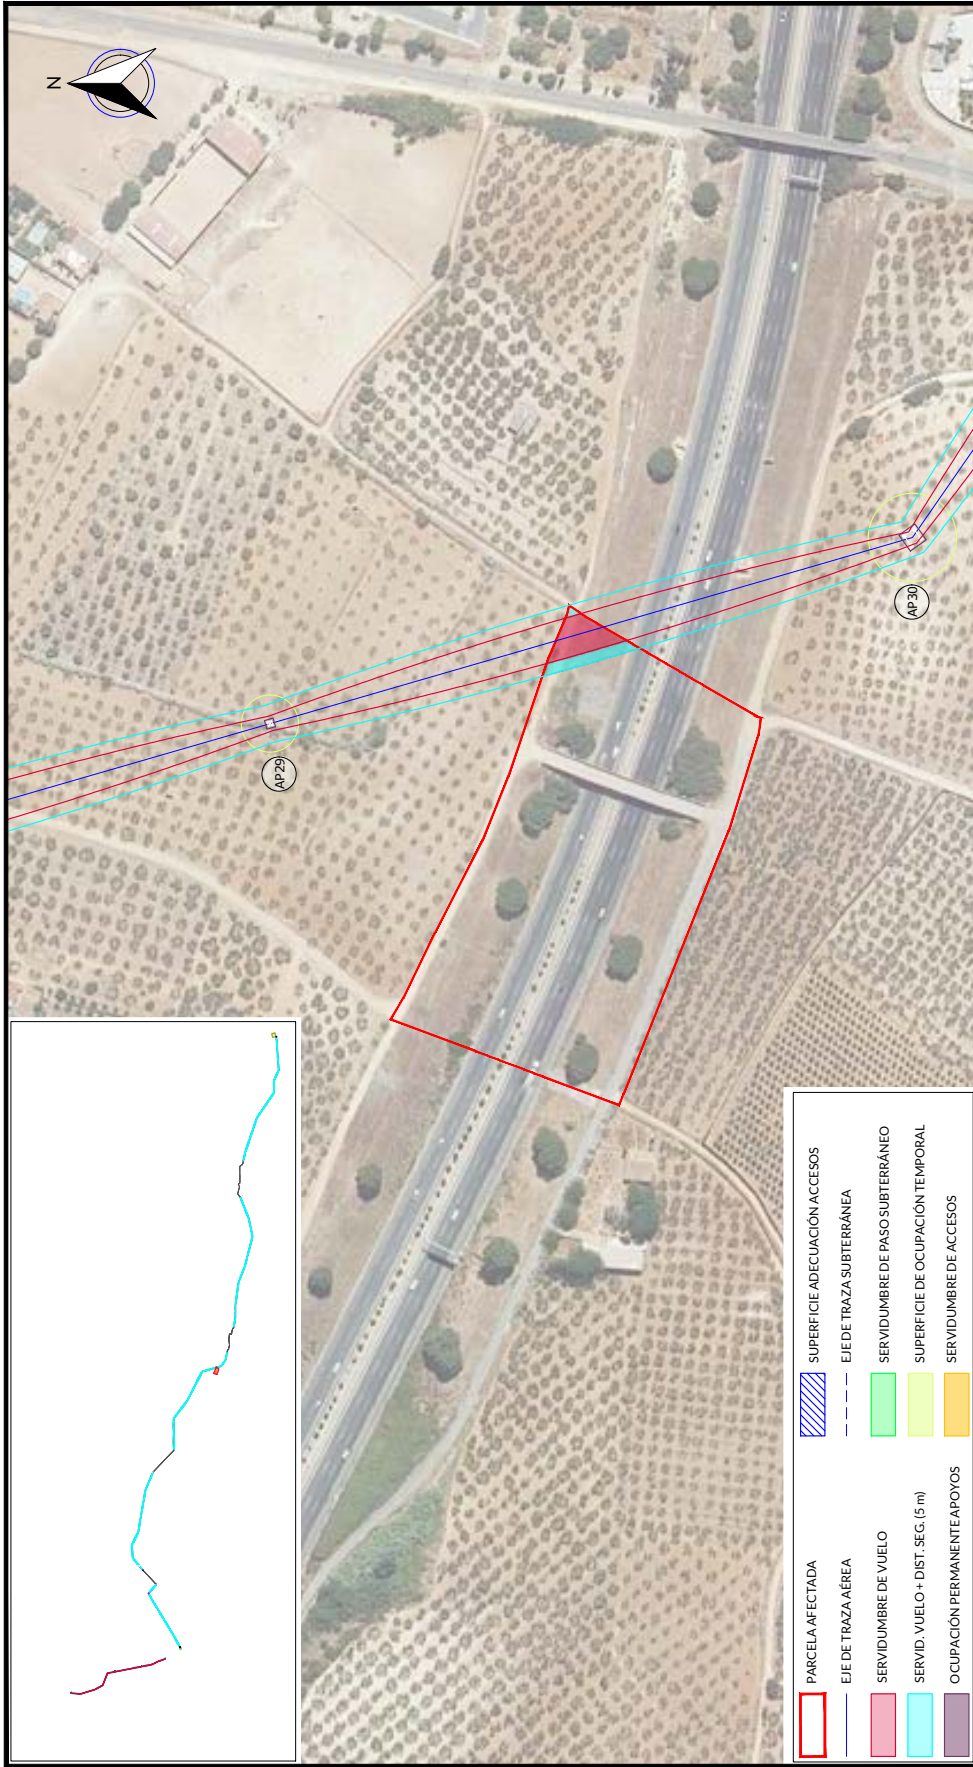 N
AP29
AP30
PARCELA AFECTADA
EJE DE TRAZA AÉREA
SERVIDUMBRE DE VUELO
SERVID. VUELO + DIST. SEG. (5 m)
OCUPACIÓN PERMANENTE APOYOS
SUPERFICIE ADECUACIÓN ACCESOS
EJE DE TRAZA SUBTERRÁNEA
SERVIDUMBRE DE PASO SUBTERRÁNEO
SUPERFICIE DE OCUPACIÓN TEMPORAL
SERVIDUMBRE DE ACCESOS